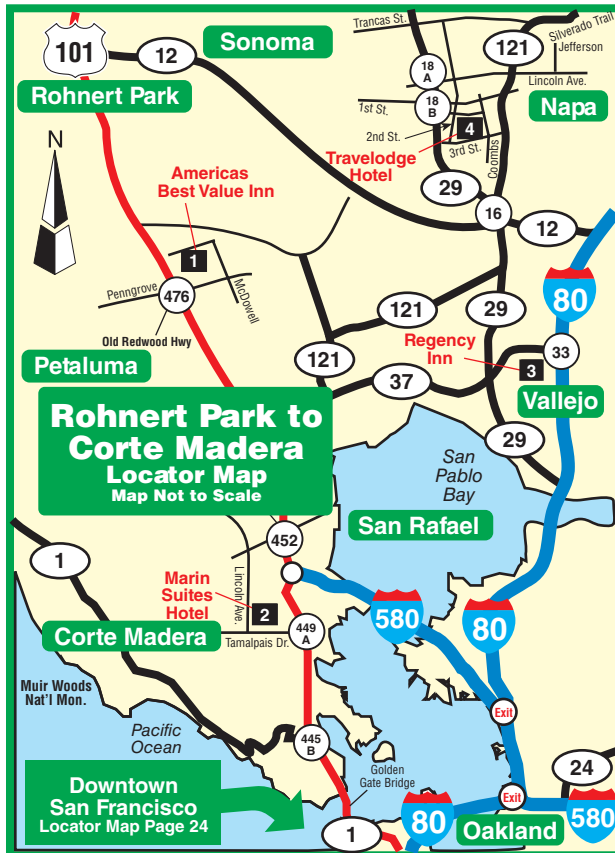 101
12
Sonoma
Rohnert Park
Trancas St.
Silverado Trail
Jefferson
121
18
A
Lincoln Ave.
18
B
1st St.
Napa
2nd St.
4
3rd St.
Coombs
Travelodge
Hotel
29
16
12
N
Americas
Best Value Inn
1
Penngrove
McDowell
476
Old Redwood Hwy
80
121
29
121
Regency
Inn
33
3
Petaluma
37
Vallejo
29
Rohnert Park to
Corte Madera
Locator Map
Map Not to Scale
San
Pablo
Bay
San Rafael
452
1
Marin
Suites
Hotel
Lincoln Ave.
2
580
80
Corte Madera
449
A
Tamalpais Dr.
Muir Woods
Nat'l Mon.
Pacific
Ocean
445
B
Exit
Golden
Gate Bridge
24
Downtown
San Francisco
Locator Map Page 24
Exit
1
80
Oakland
580